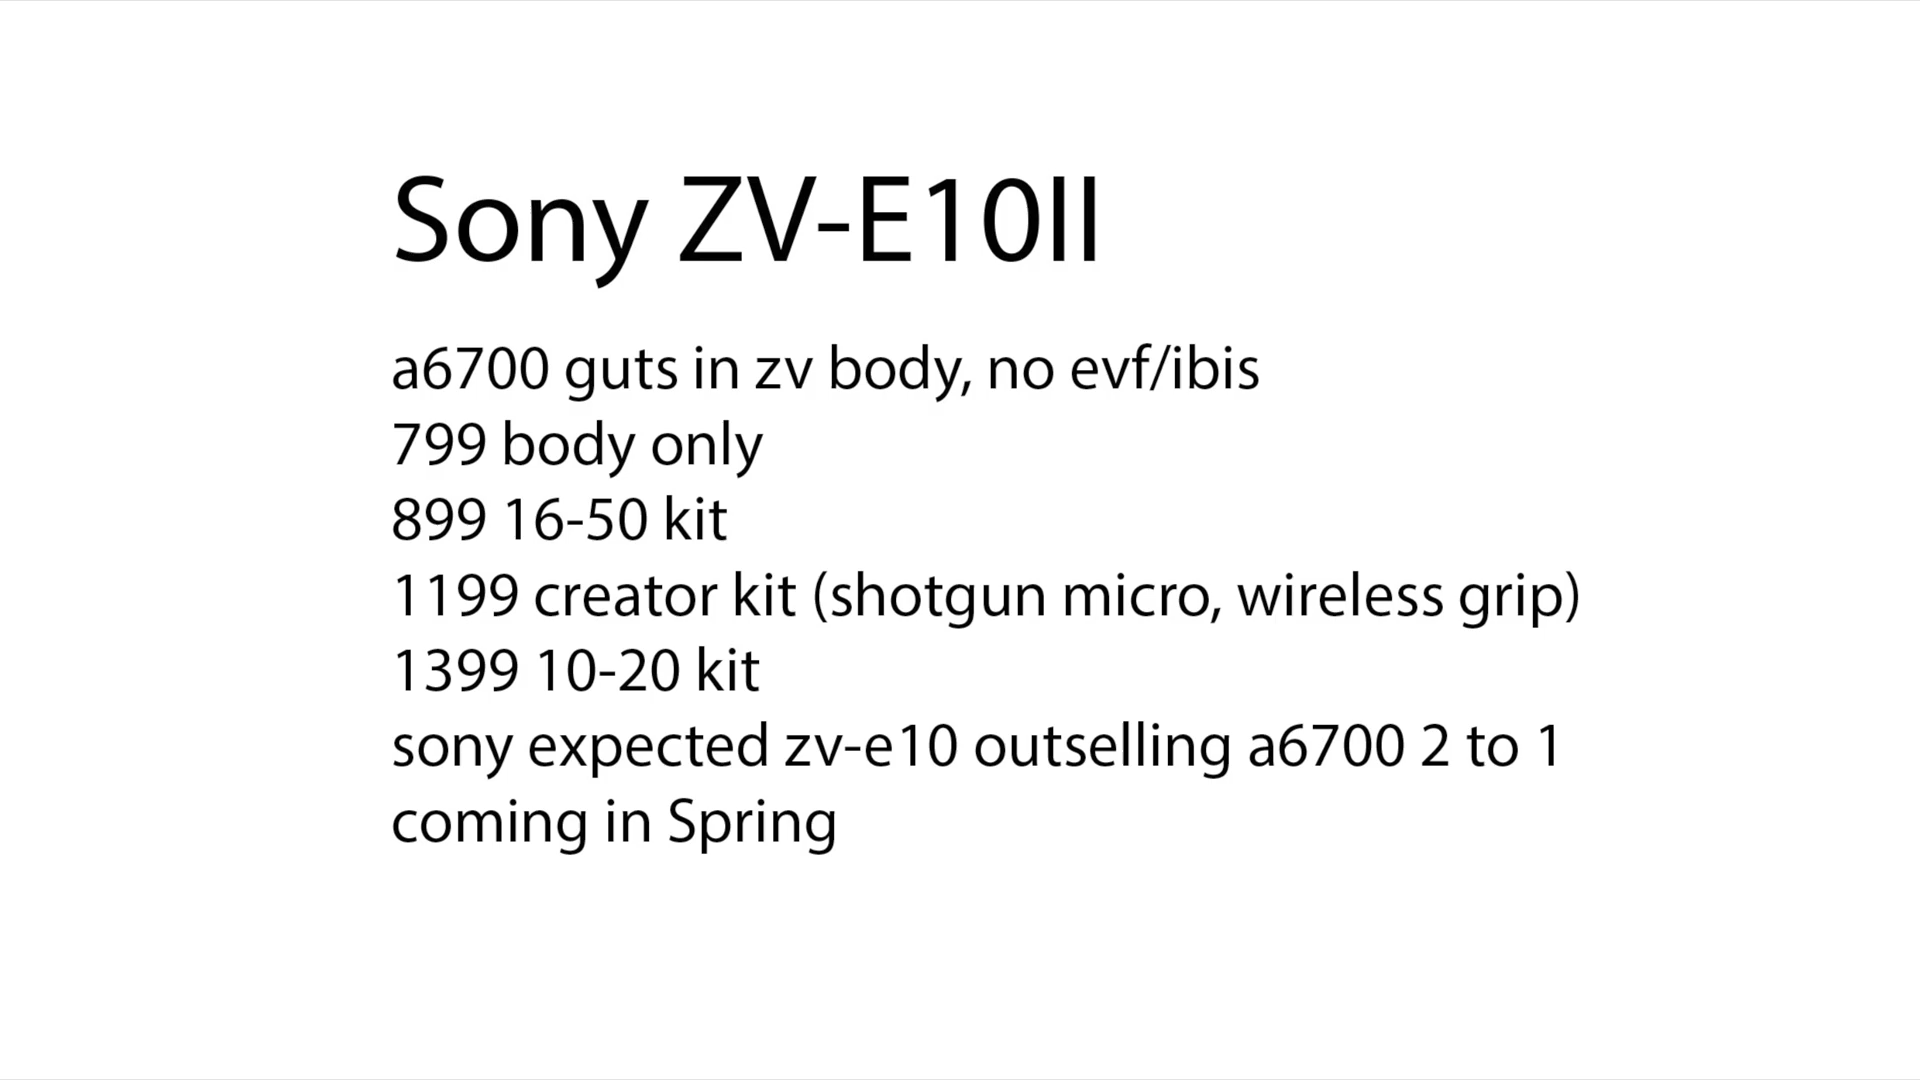 Sony ZV-E10II
a6700 guts in zv body, no evf/ibis
799 body only
899 16-50 kit
1199 creator kit (shotgun micro, wireless grip)
1399 10-20 kit
sony expected zv-e10 outselling a6700 2 to 1
coming in Spring